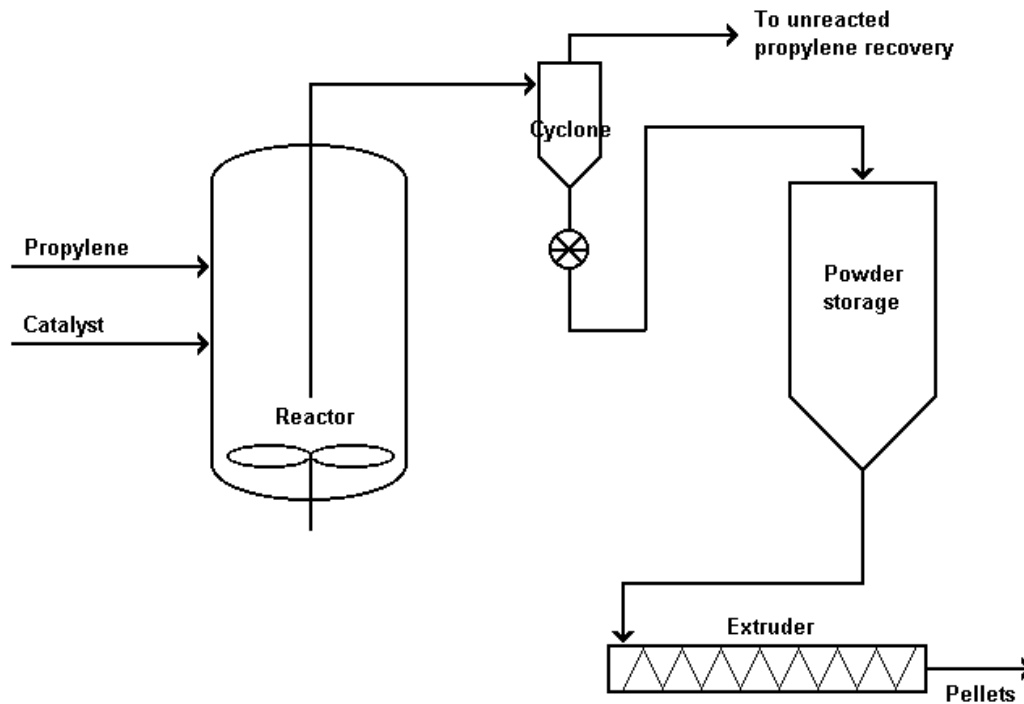 To unreacted
propylene recovery
Cyclone
Propylene
Catalyst
Reactor
Powder
storage
Extruder
Pellets